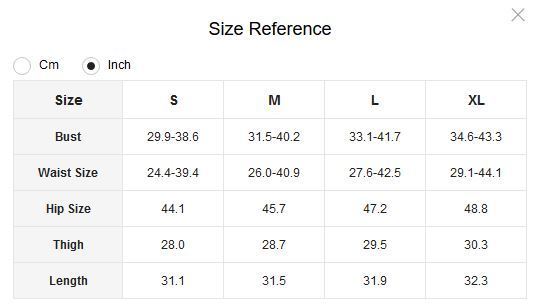 Size Reference
Cm Inch
Size S M L XL
Bust 29.9-38.6 31.5-40.2 33.1-41.7 34.6-43.3
Waist Size 24.4-39.4 26.0-40.9 27.6-42.5 29.1-44.1
Hip Size 44.1 45.7 47.2 48.8
Thigh 28.0 28.7 29.5 30.3
Length 31.1 31.5 31.9 32.3